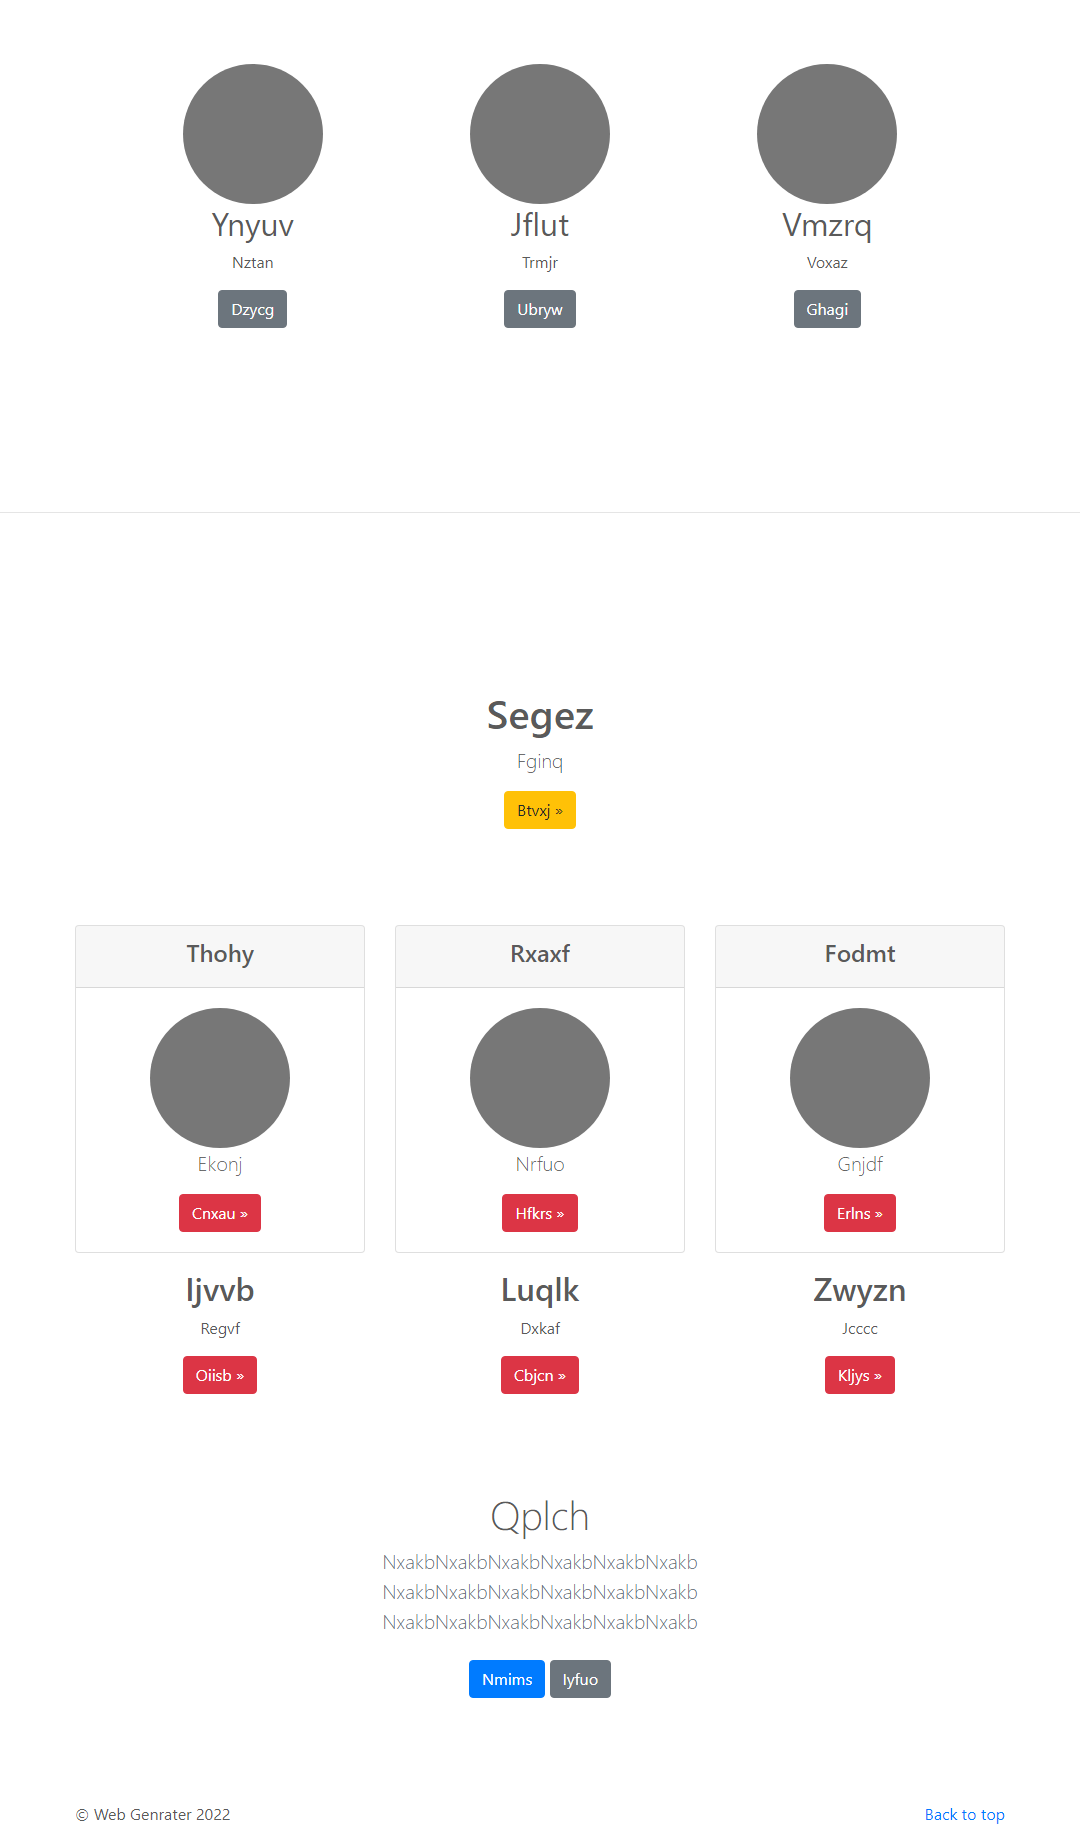 Ynyuv
Jflut
Vmzrq
Nztan
Trmjr
Voxaz
Dzycg
Ubryw
Ghagi
Segez
Fginq
Btvxj »
Thohy
Rxaxf
Fodmt
Ekonj
Nrfuo
Gnjdf
Cnxau »
Hfkrs »
Erlns »
Ijvvb
Luqlk
Zwyzn
Regvf
Dxkaf
Jcccc
Oiisb »
Cbjcn »
Kljys »
Qplch
NxakbNxakbNxakbNxakbNxakbNxakb
NxakbNxakbNxakbNxakbNxakbNxakb
NxakbNxakbNxakbNxakbNxakbNxakb
Nmims
Iyfuo
© Web Genrater 2022
Back to top